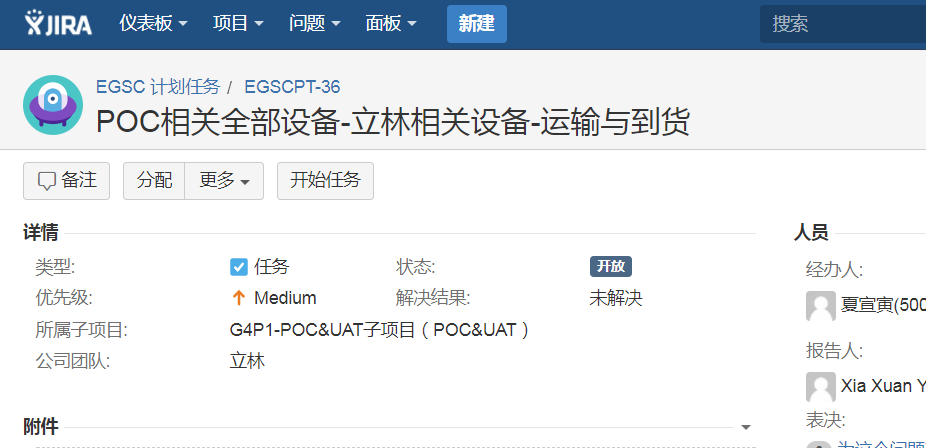 JIRA 仪表板 项目 问题 面板 新建 搜索
EGSC 计划任务 / EGSCPT-36
POC相关全部设备-立林相关设备-运输与到货
备注 分配 更多 开始任务
详情
类型: 任务 状态: 开放
优先级: Medium 解决结果: 未解决
所属子项目: G4P1-POC&UAT子项目（POC&UAT）
公司团队: 立林
附件
人员
经办人:
夏宣寅(500
报告人:
Xia Xuan Y
表决:
为这个问题